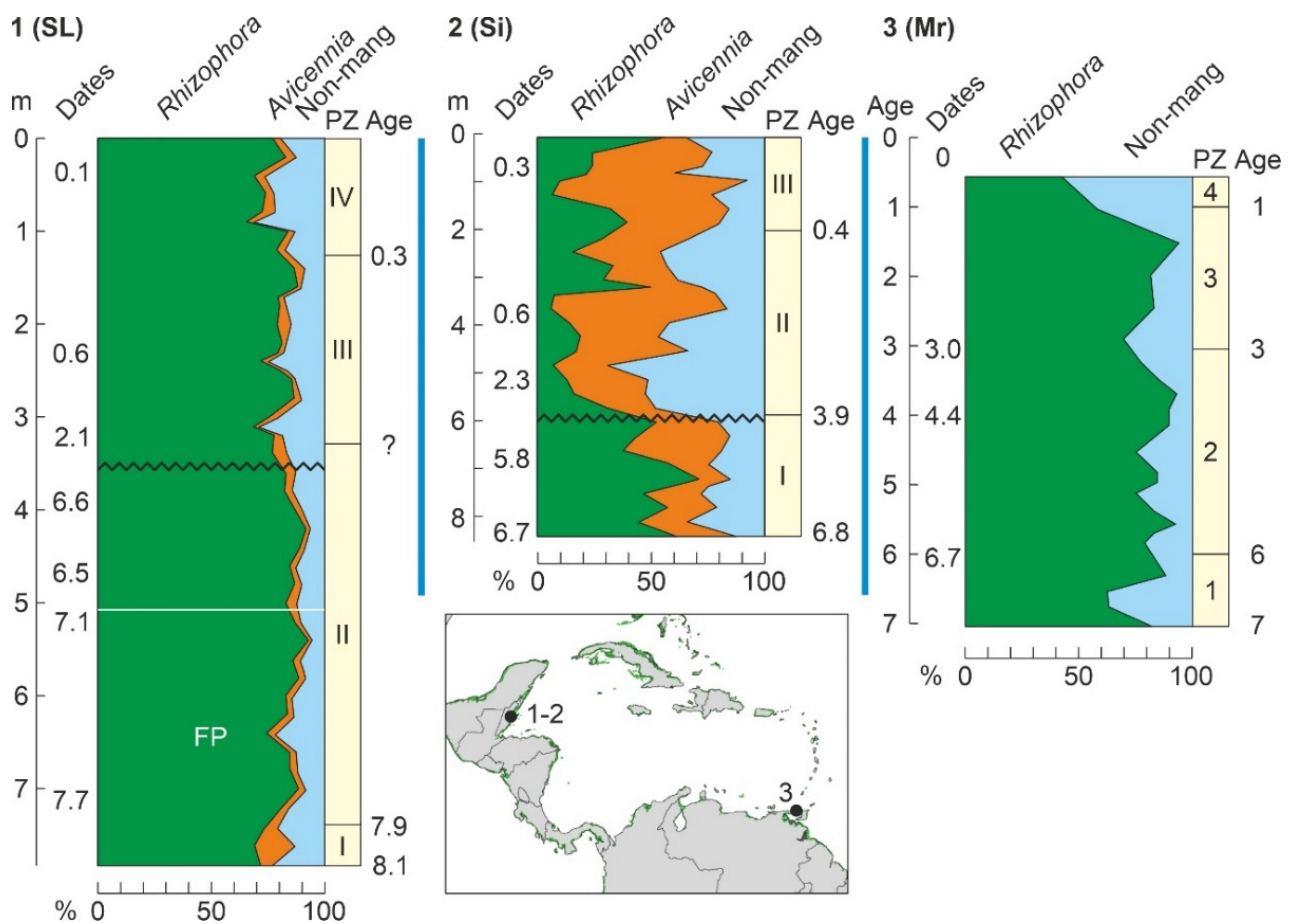 1 (SL)
m
Dates
Rhizophora
Avicennia
Non-mang
PZ Age
0
1
2
3
4
5
6
7
0.1
0.6
2.1
6.6
6.5
7.1
7.7
FP
IV
III
II
I
0.3
?
7.9
8.1
% 0 50 100
2 (Si)
m
Dates
Rhizophora
Avicennia
Non-mang
PZ Age
0
2
4
6
8
0.3
0.6
2.3
5.8
6.7
III
II
I
0.4
3.9
6.8
% 0 50 100
3 (Mr)
Age
Dates
Rhizophora
Non-mang
PZ Age
0
1
2
3
4
5
6
7
0
3.0
4.4
6.7
4
3
2
1
1
3
6
7
% 0 50 100
1-2
3